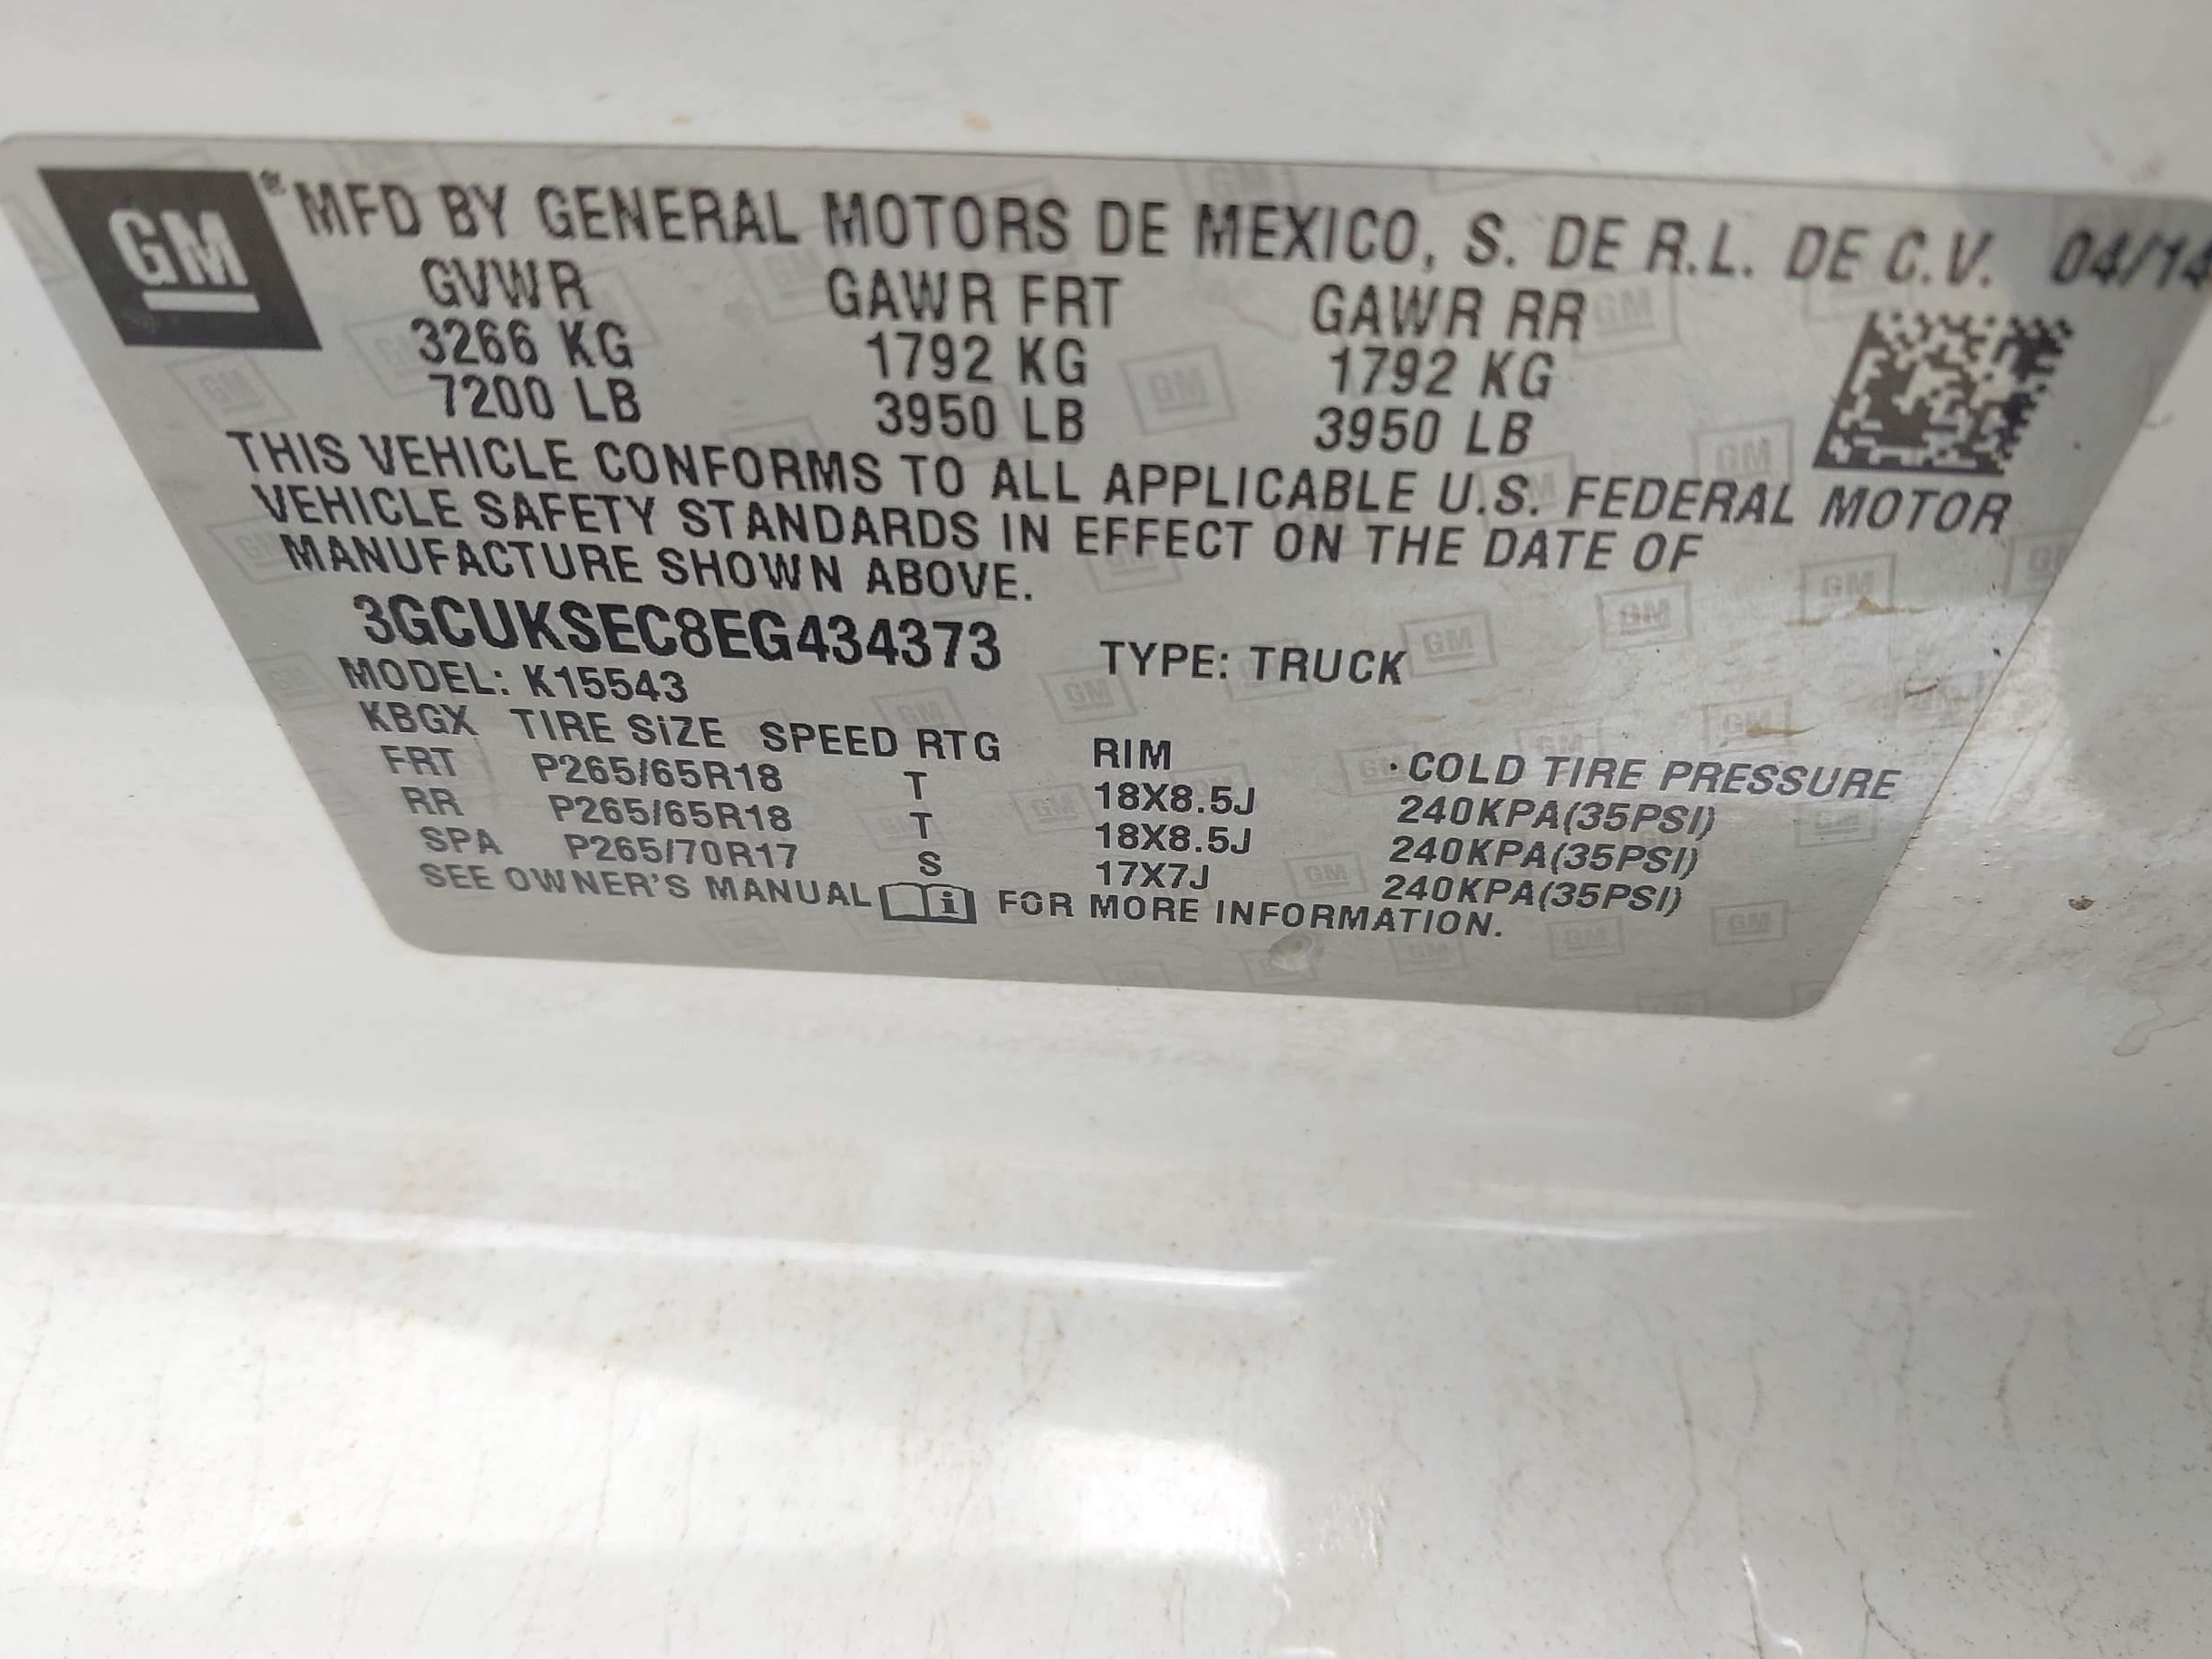 GM ® MFD BY GENERAL MOTORS DE MEXICO, S. DE R.L. DE C.V. 04/14
GVWR GAWR FRT GAWR RR
3266 KG 1792 KG 1792 KG
7200 LB 3950 LB 3950 LB
THIS VEHICLE CONFORMS TO ALL APPLICABLE U.S. FEDERAL MOTOR
VEHICLE SAFETY STANDARDS IN EFFECT ON THE DATE OF
MANUFACTURE SHOWN ABOVE.
3GCUKSEC8EG434373 TYPE: TRUCK
MODEL: K15543
KBGX TIRE SIZE SPEED RTG RIM COLD TIRE PRESSURE
FRT P265/65R18 T 18X8.5J 240KPA(35PSI)
RR P265/65R18 T 18X8.5J 240KPA(35PSI)
SPA P265/70R17 S 17X7J 240KPA(35PSI)
SEE OWNER'S MANUAL i FOR MORE INFORMATION.